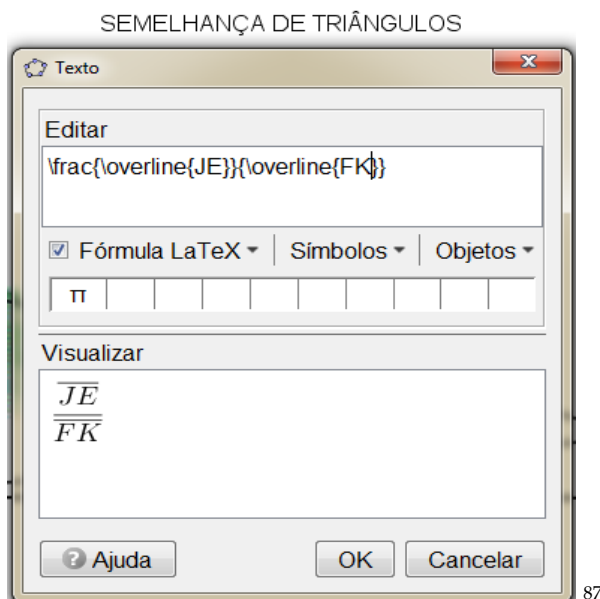 SEMELHANÇA DE TRIÂNGULOS
Texto
x
Editar
\frac{\overline{JE}}{\overline{FK}}
Fórmula LaTeX Símbolos Objetos
π
Visualizar
JE
FK
? Ajuda OK Cancelar
87